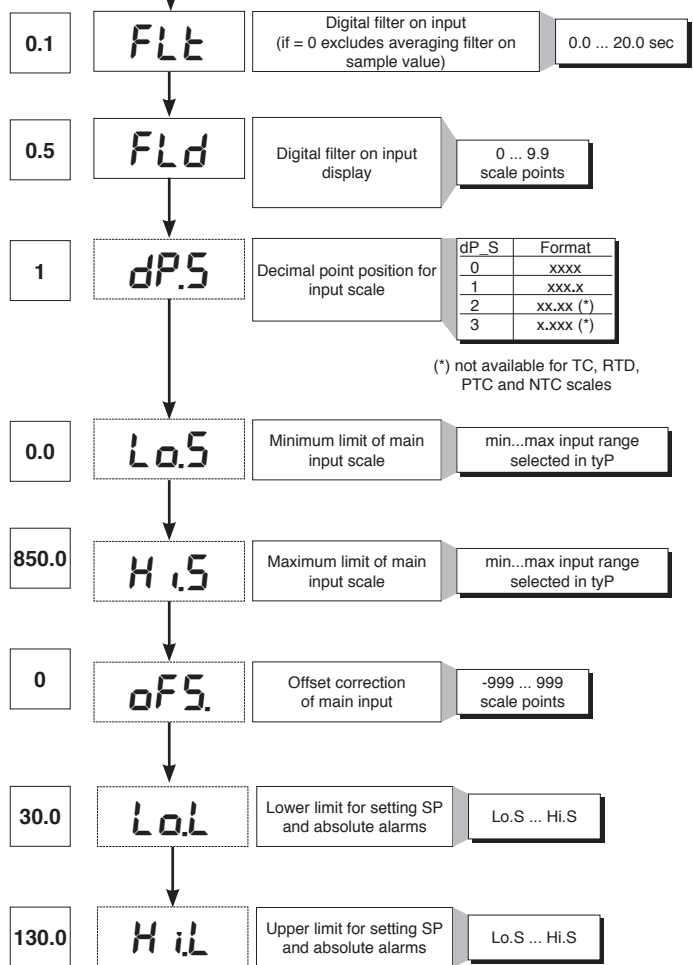 0.1
FLt
Digital filter on input
(if = 0 excludes averaging filter on
sample value)
0.0 ... 20.0 sec
0.5
FLd
Digital filter on input
display
0 ... 9.9
scale points
1
dP.S
Decimal point position for
input scale
dP_S Format
0 xxxx
1 xxx.x
2 xx.xx (*)
3 x.xxx (*)
(*) not available for TC, RTD,
PTC and NTC scales
0.0
Lo.S
Minimum limit of main
input scale
min...max input range
selected in tyP
850.0
Hi.S
Maximum limit of main
input scale
min...max input range
selected in tyP
0
oFS.
Offset correction
of main input
-999 ... 999
scale points
30.0
Lo.L
Lower limit for setting SP
and absolute alarms
Lo.S ... Hi.S
130.0
Hi.L
Upper limit for setting SP
and absolute alarms
Lo.S ... Hi.S